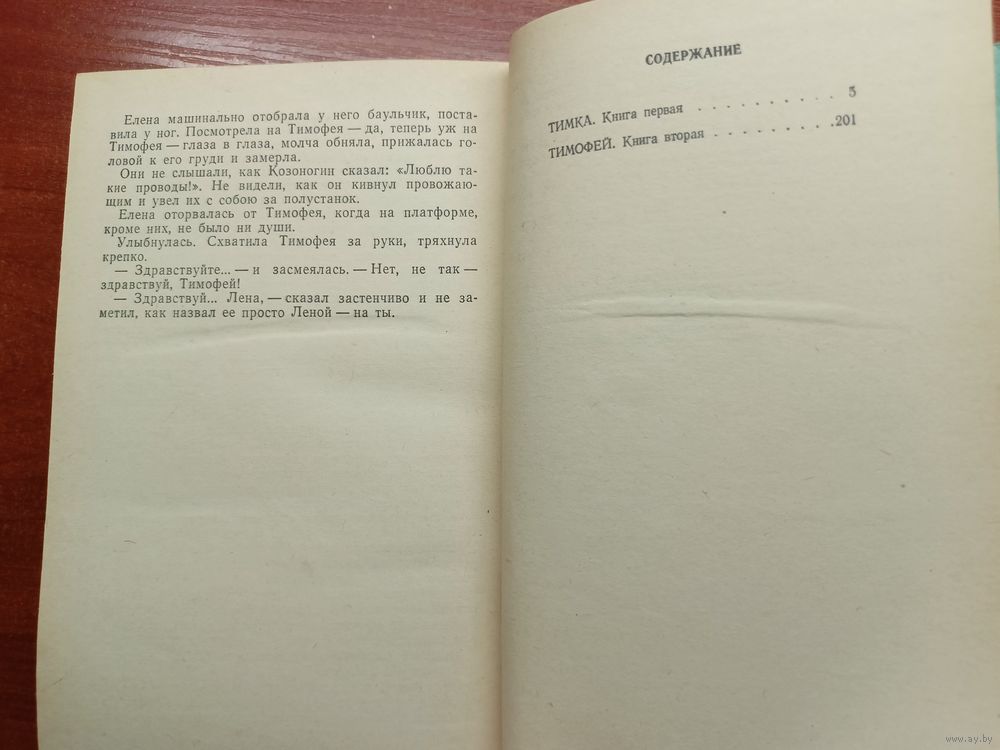 Елена машинально отобрала у него баульчик, поста-
вила у ног. Посмотрела на Тимофея — да, теперь уж на
Тимофея — глаза в глаза, молча обняла, прижалась го-
ловой к его груди и замерла.
Они не слышали, как Козоногин сказал: «Люблю та-
кие проводы!». Не видели, как он кивнул провожаю-
щим и увел их с собою за полустанок.
Елена оторвалась от Тимофея, когда на платформе,
кроме них, не было ни души.
Улыбнулась. Схватила Тимофея за руки, тряхнула
крепко.
— Здравствуйте... — и засмеялась. — Нет, не так —
здравствуй, Тимофей!
— Здравствуй... Лена, — сказал застенчиво и не за-
метил, как назвал ее просто Леной — на ты.
СОДЕРЖАНИЕ
ТИМКА. Книга первая . . . . . . . . . . 5
ТИМОФЕЙ. Книга вторая . . . . . . . . .201
www.ay.by